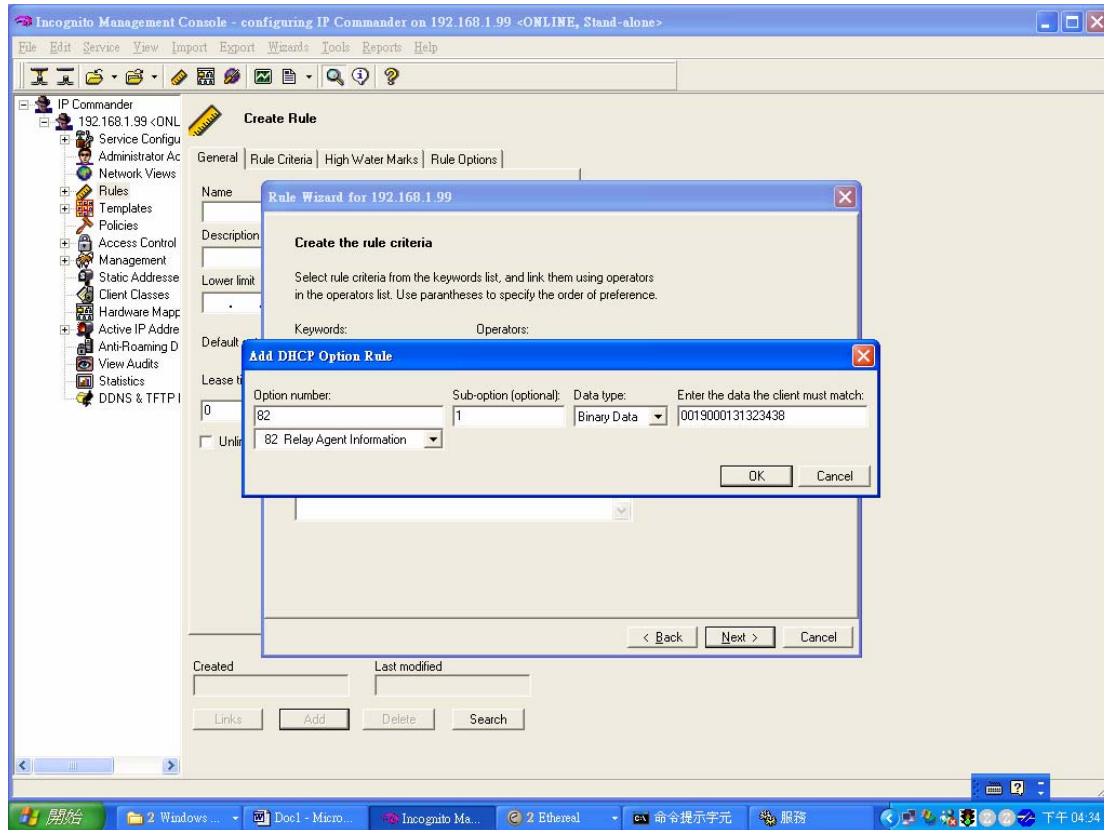 Incognito Management Console - configuring IP Commander on 192.168.1.99 <ONLINE, Stand-alone>
File Edit Service View Import Export Wizards Tools Reports Help
IP Commander
192.168.1.99 <ONL
Service Configu
Administrator Ac
Network Views
Rules
Templates
Policies
Access Control
Management
Static Addresse
Client Classes
Hardware Mapp
Active IP Addre
Anti-Roaming D
View Audits
Statistics
DDNS & TFTP
Create Rule
General Rule Criteria High Water Marks Rule Options
Name
Description
Lower limit
. .
Default
Lease ti
0
Unlir
Rule Wizard for 192.168.1.99
Create the rule criteria
Select rule criteria from the keywords list, and link them using operators
in the operators list. Use parantheses to specify the order of preference.
Keywords: Operators:
Add DHCP Option Rule
Option number: Sub-option (optional): Data type: Enter the data the client must match:
82 1 Binary Data 0019000131323438
82 Relay Agent Information
OK Cancel
< Back Next > Cancel
Created Last modified
Links Add Delete Search
開始 2 Windows ... Doc1 - Micro... Incognito Ma... 2 Ethereal 命令提示字元 服務 下午 04:34